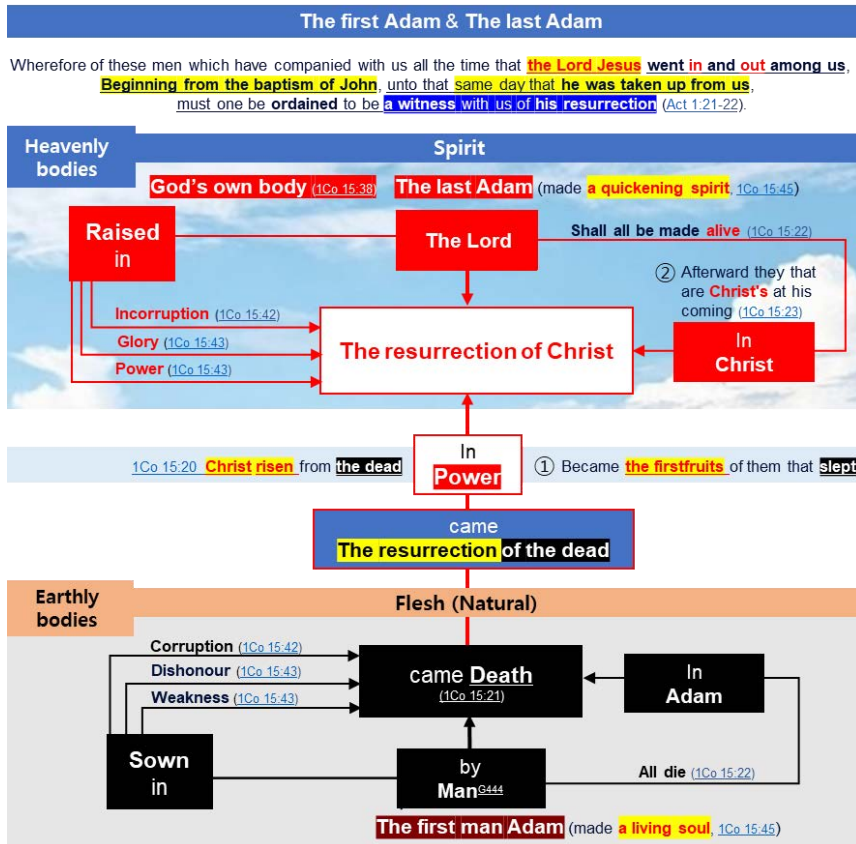 The first Adam & The last Adam
Wherefore of these men which have companied with us all the time that the Lord Jesus went in and out among us,
Beginning from the baptism of John, unto that same day that he was taken up from us,
must one be ordained to be a witness with us of his resurrection (Act 1:21-22).
Heavenly
bodies
Spirit
God's own body (1Co 15:38)
The last Adam (made a quickening spirit, 1Co 15:45)
Raised
in
The Lord
Shall all be made alive (1Co 15:22)
② Afterward they that
are Christ's at his
coming (1Co 15:23)
Incorruption (1Co 15:42)
Glory (1Co 15:43)
Power (1Co 15:43)
The resurrection of Christ
In
Christ
1Co 15:20 Christ risen from the dead
In
Power
① Became the firstfruits of them that slept
came
The resurrection of the dead
Earthly
bodies
Flesh (Natural)
Corruption (1Co 15:42)
Dishonour (1Co 15:43)
Weakness (1Co 15:43)
came Death
(1Co 15:21)
In
Adam
Sown
in
by
Man G444
All die (1Co 15:22)
The first man Adam (made a living soul, 1Co 15:45)